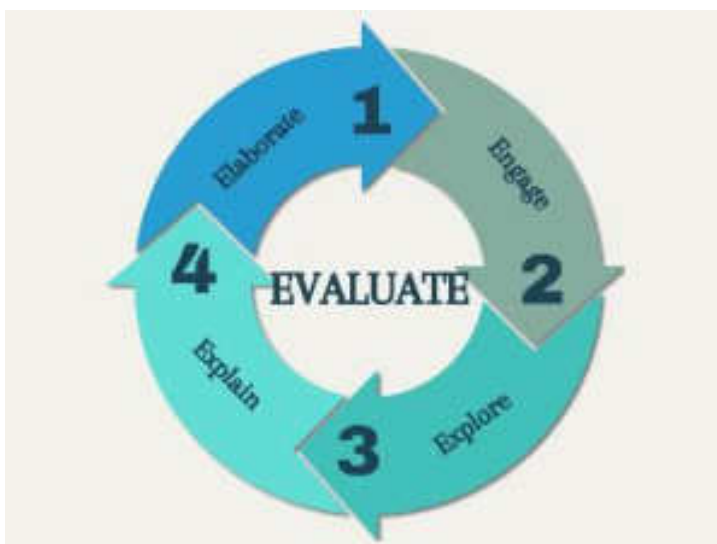 Elaborate
1
Engage
2
Explore
3
Explain
4
EVALUATE